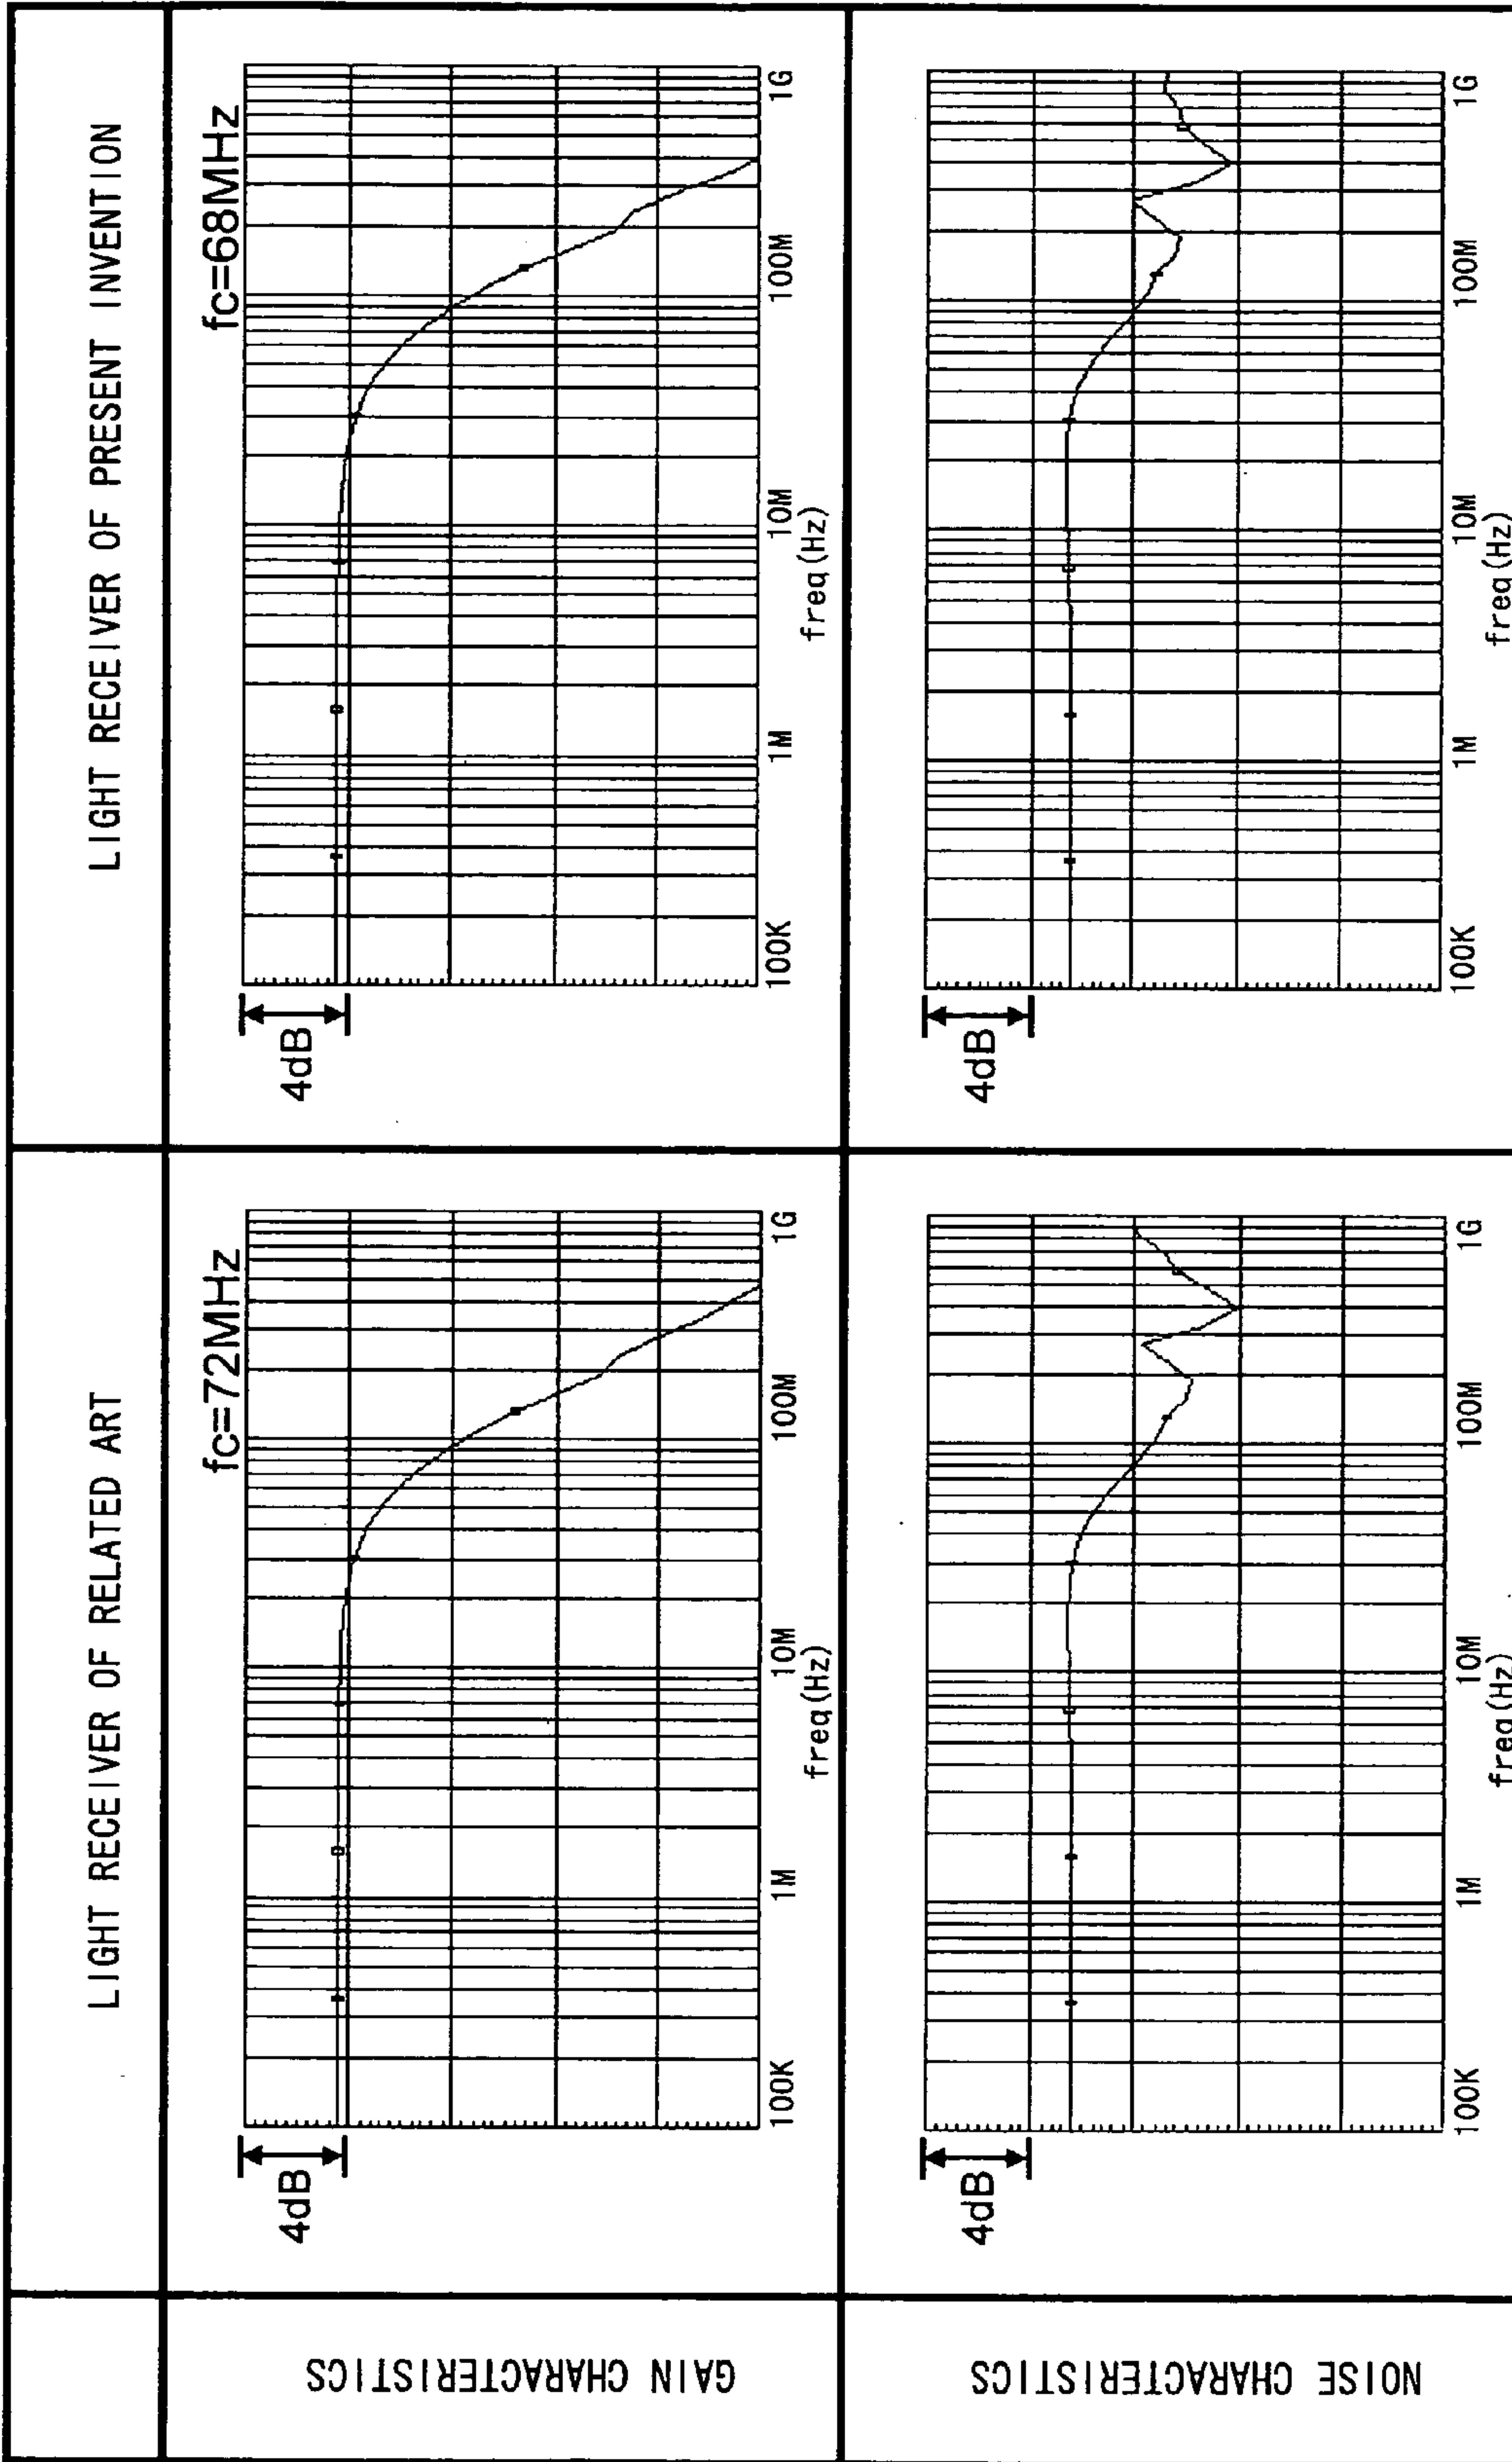 LIGHT RECEIVER OF RELATED ART
LIGHT RECEIVER OF PRESENT INVENTION
GAIN CHARACTERISTICS
4dB
fc=72MHz
100K 1M 10M 100M 1G
freq(Hz)
4dB
fc=68MHz
100K 1M 10M 100M 1G
freq(Hz)
NOISE CHARACTERISTICS
4dB
100K 1M 10M 100M 1G
freq(Hz)
4dB
100K 1M 10M 100M 1G
freq(Hz)